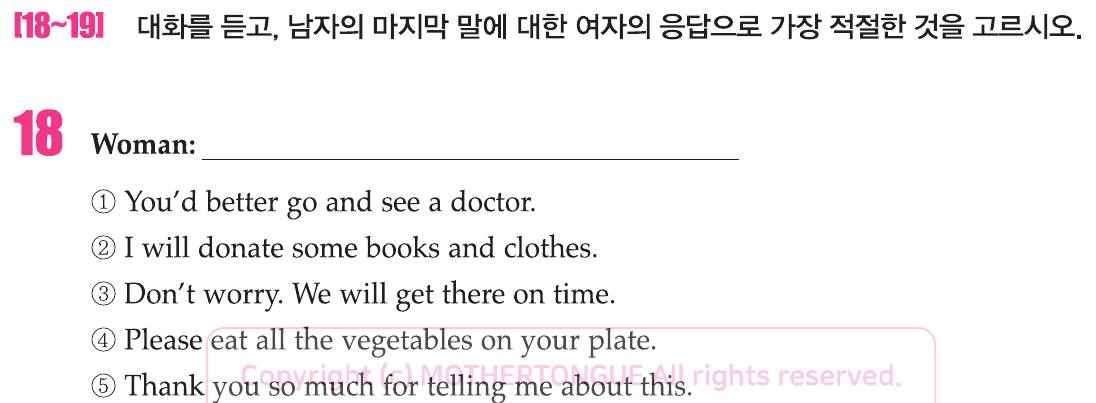 [18~19] 대화를 듣고, 남자의 마지막 말에 대한 여자의 응답으로 가장 적절한 것을 고르시오.
18
Woman: ______________________
① You'd better go and see a doctor.
② I will donate some books and clothes.
③ Don't worry. We will get there on time.
④ Please eat all the vegetables on your plate.
Copyright (c) MOTHERTONGUE All rights reserved.
⑤ Thank you so much for telling me about this.